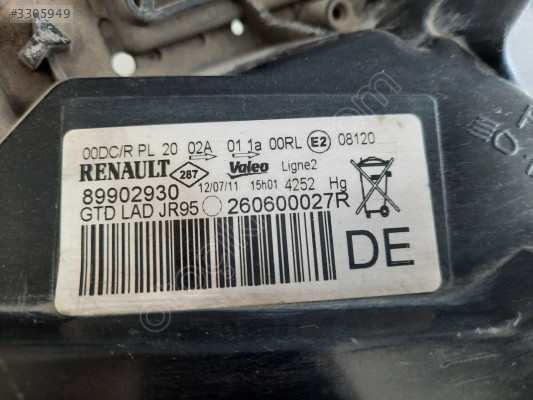 #3305949
00DC/R PL 20 02A 01 1a 00RL E2 08120
RENAULT 287 Valeo Ligne2
89902930 12/07/11 15h01 4252 Hg
GTD LAD JR95 260600027R
DE